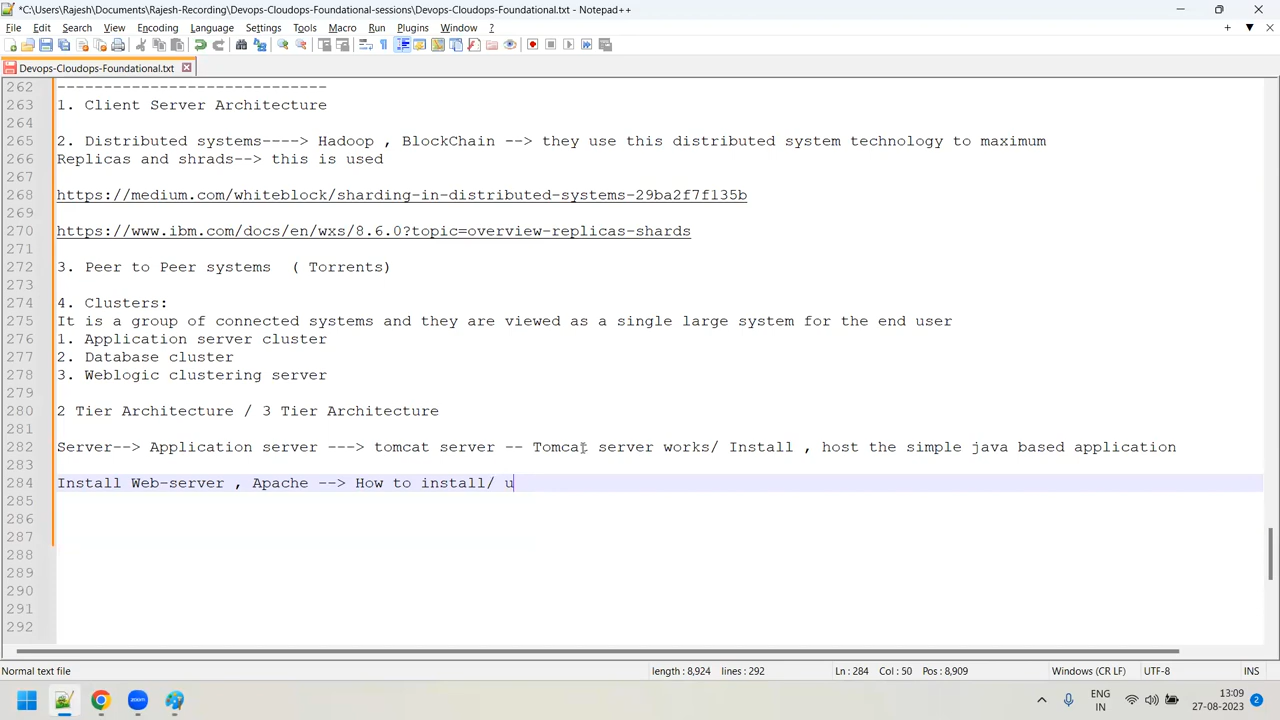 *C:\Users\Rajesh\Documents\Rajesh-Recording\Devops-Cloudops-Foundational-sessions\Devops-Cloudops-Foundational.txt - Notepad++
File Edit Search View Encoding Language Settings Tools Macro Run Plugins Window ?
Devops-Cloudops-Foundational.txt
262 -----------------------------
263 1. Client Server Architecture
264
265 2. Distributed systems----> Hadoop , BlockChain --> they use this distributed system technology to maximum
266 Replicas and shrads--> this is used
267
268 https://medium.com/whiteblock/sharding-in-distributed-systems-29ba2f7f135b
269
270 https://www.ibm.com/docs/en/wxs/8.6.0?topic=overview-replicas-shards
271
272 3. Peer to Peer systems  ( Torrents)
273
274 4. Clusters:
275 It is a group of connected systems and they are viewed as a single large system for the end user
276 1. Application server cluster
277 2. Database cluster
278 3. Weblogic clustering server
279
280 2 Tier Architecture / 3 Tier Architecture
281
282 Server--> Application server ---> tomcat server -- Tomcat server works/ Install , host the simple java based application
283
284 Install Web-server , Apache --> How to install/ u
285
286
287
288
289
290
291
292
Normal text file length : 8,924 lines : 292 Ln : 284 Col : 50 Pos : 8,909 Windows (CR LF) UTF-8 INS
ENG
IN
13:09
27-08-2023
2